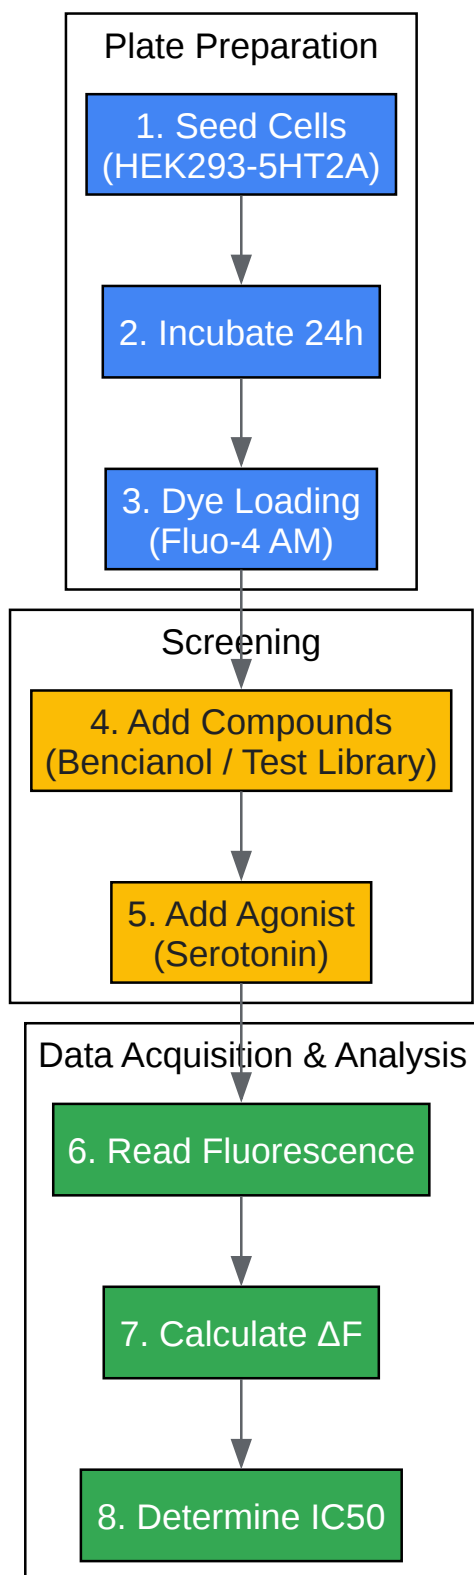 Plate Preparation
1. Seed Cells
(HEK293-5HT2A)
2. Incubate 24h
3. Dye Loading
(Fluo-4 AM)
Screening
4. Add Compounds
(Bencianol / Test Library)
5. Add Agonist
(Serotonin)
Data Acquisition & Analysis
6. Read Fluorescence
7. Calculate ΔF
8. Determine IC50